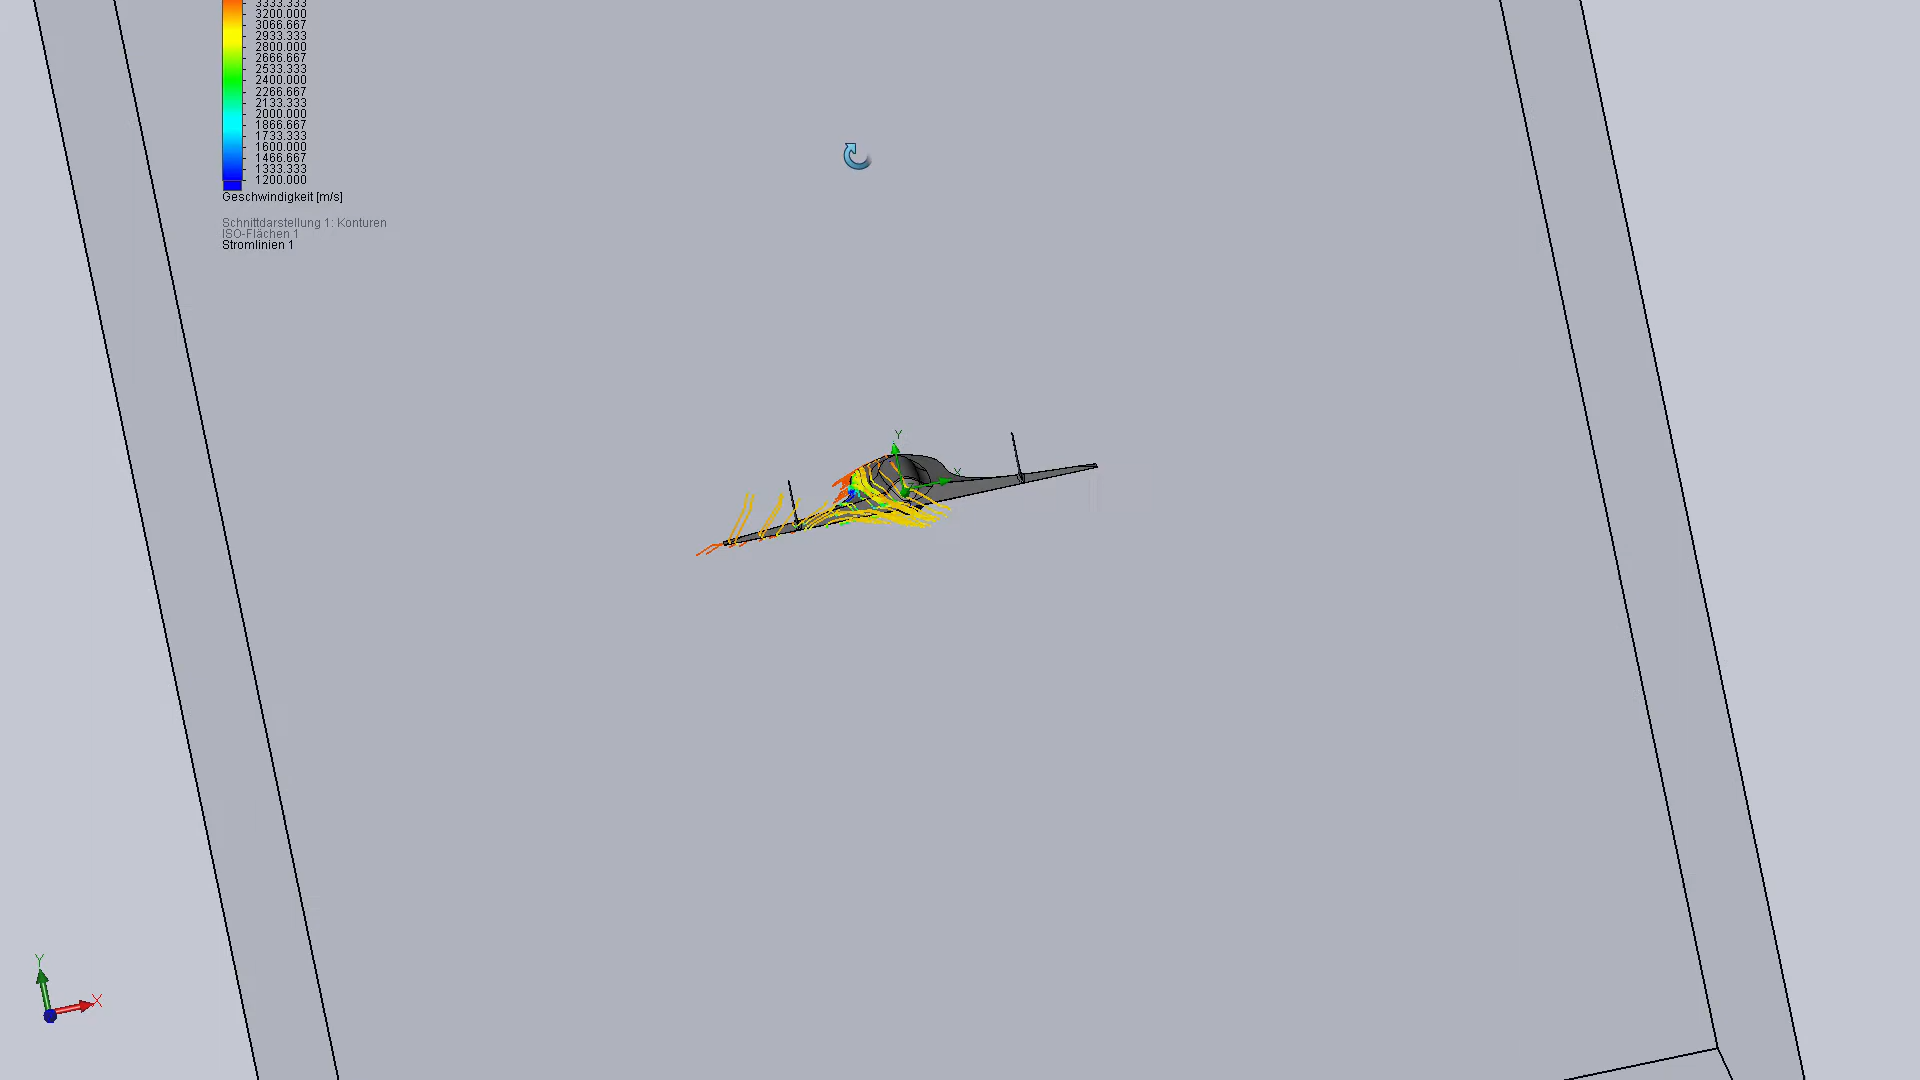 3333.333
3200.000
3066.667
2933.333
2800.000
2666.667
2533.333
2400.000
2266.667
2133.333
2000.000
1866.667
1733.333
1600.000
1466.667
1333.333
1200.000
Geschwindigkeit [m/s]
Schnittdarstellung 1: Konturen
ISO-Flächen 1
Stromlinien 1
Y
X
Y
X